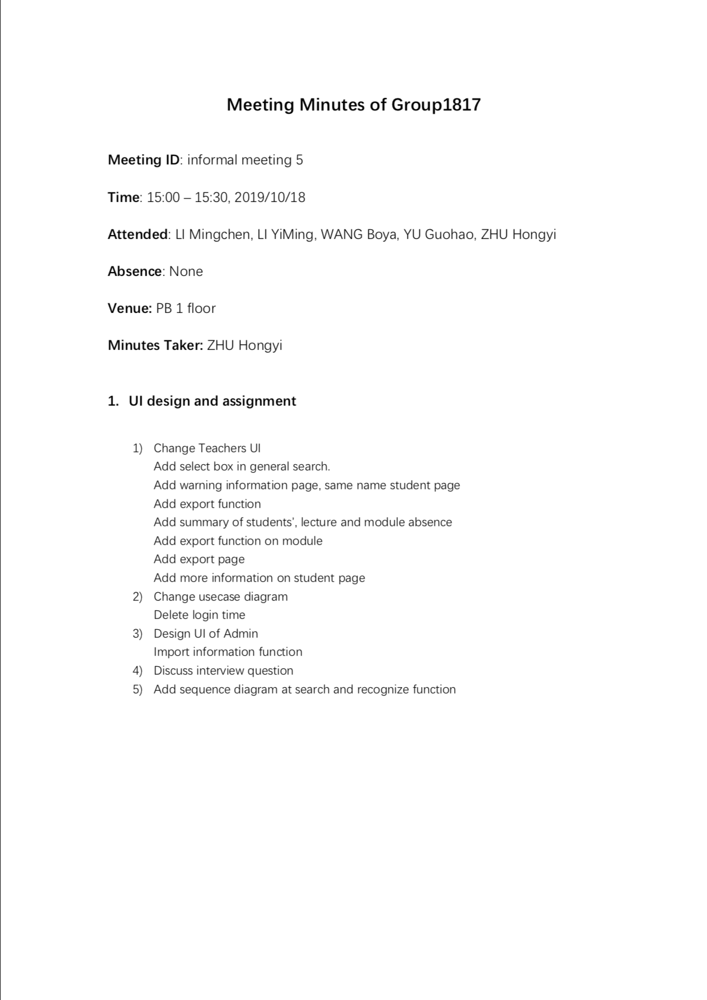 Meeting Minutes of Group1817
Meeting ID: informal meeting 5
Time: 15:00 – 15:30, 2019/10/18
Attended: LI Mingchen, LI YiMing, WANG Boya, YU Guohao, ZHU Hongyi
Absence: None
Venue: PB 1 floor
Minutes Taker: ZHU Hongyi
1. UI design and assignment
1) Change Teachers UI
Add select box in general search.
Add warning information page, same name student page
Add export function
Add summary of students', lecture and module absence
Add export function on module
Add export page
Add more information on student page
2) Change usecase diagram
Delete login time
3) Design UI of Admin
Import information function
4) Discuss interview question
5) Add sequence diagram at search and recognize function